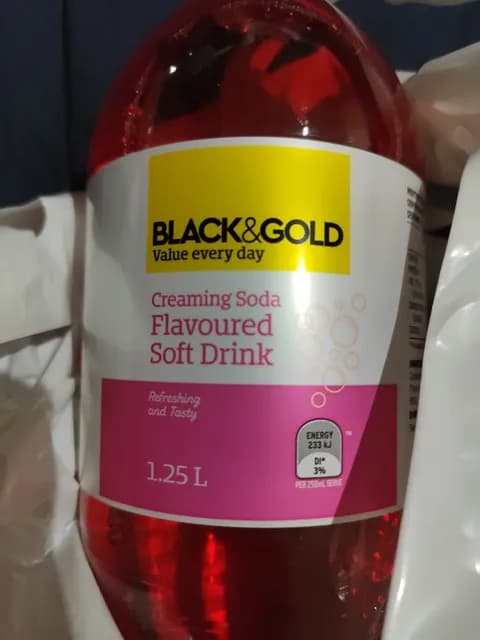 BLACK&GOLD
Value every day
Creaming Soda
Flavoured
Soft Drink
Refreshing
and Tasty
1.25 L
ENERGY
233 kJ
DI*
3%
™
PER 250mL SERVE